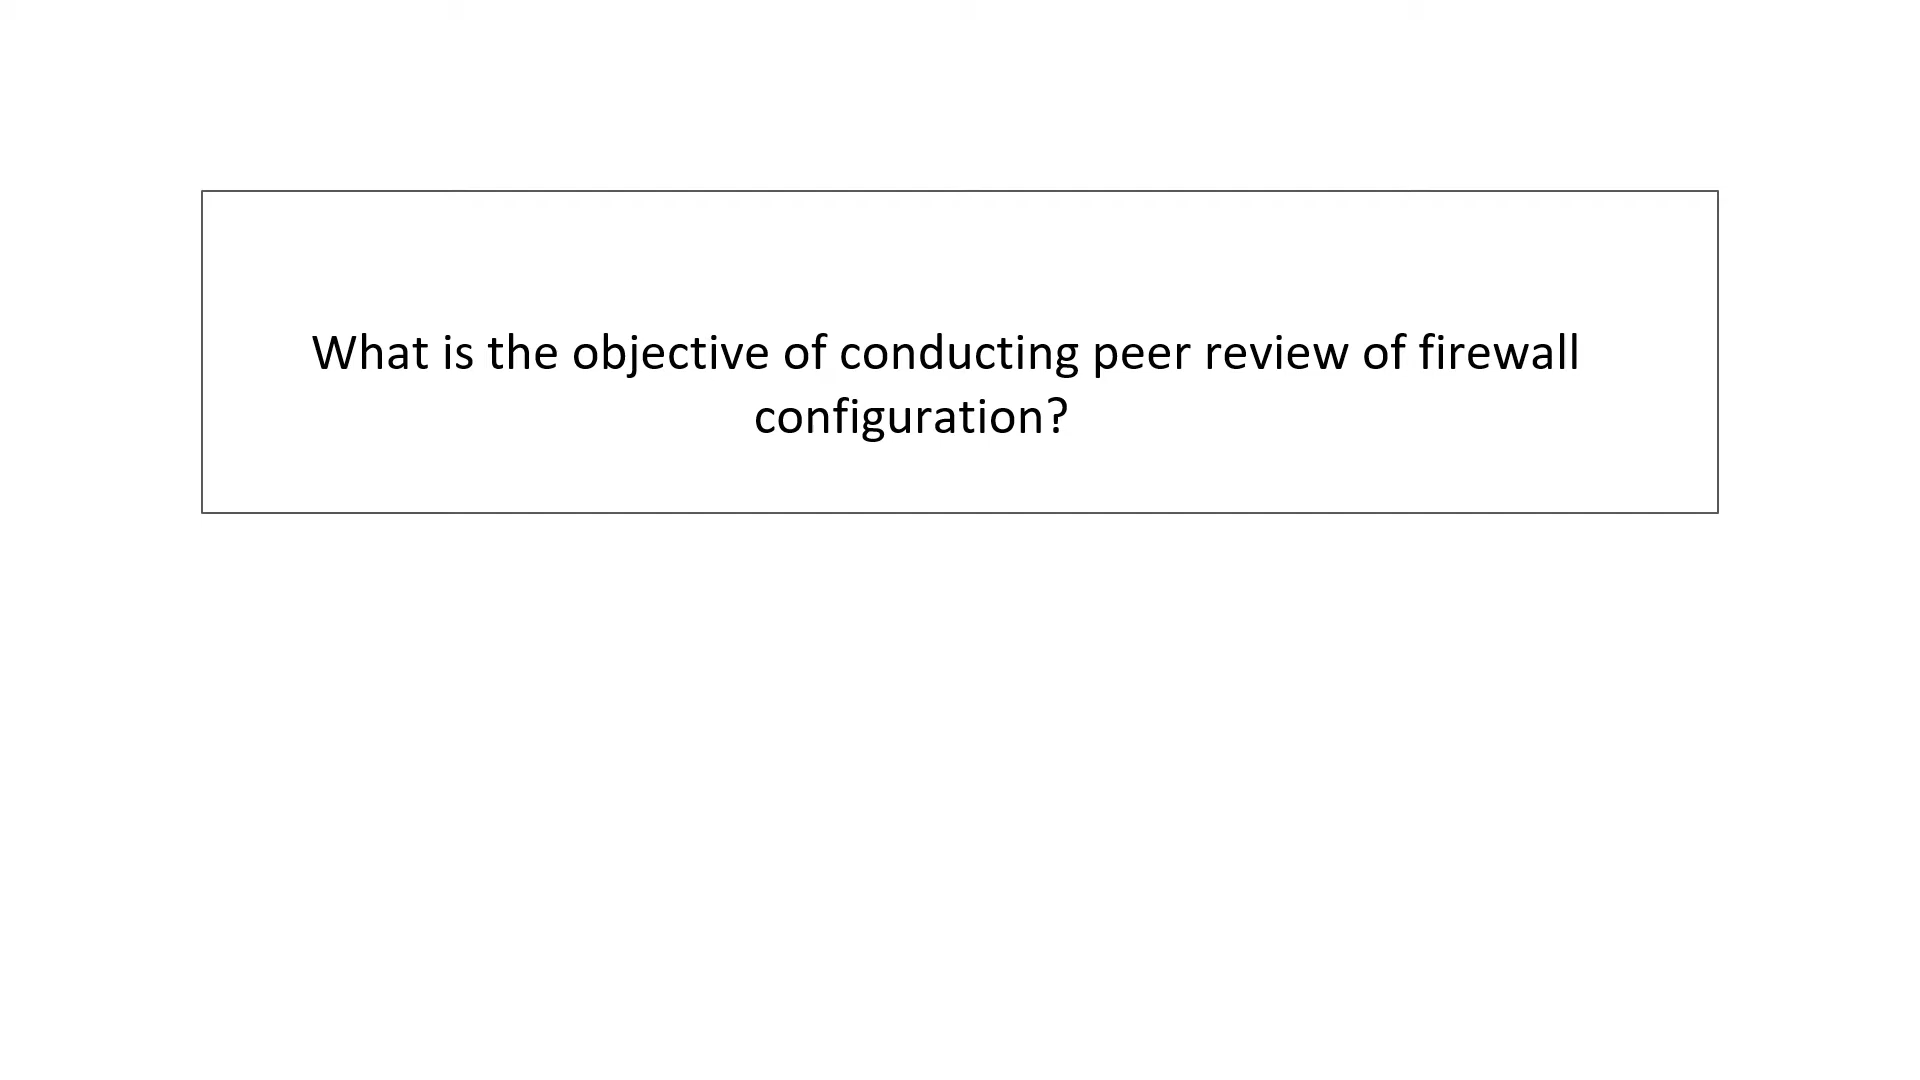 What is the objective of conducting peer review of firewall
configuration?